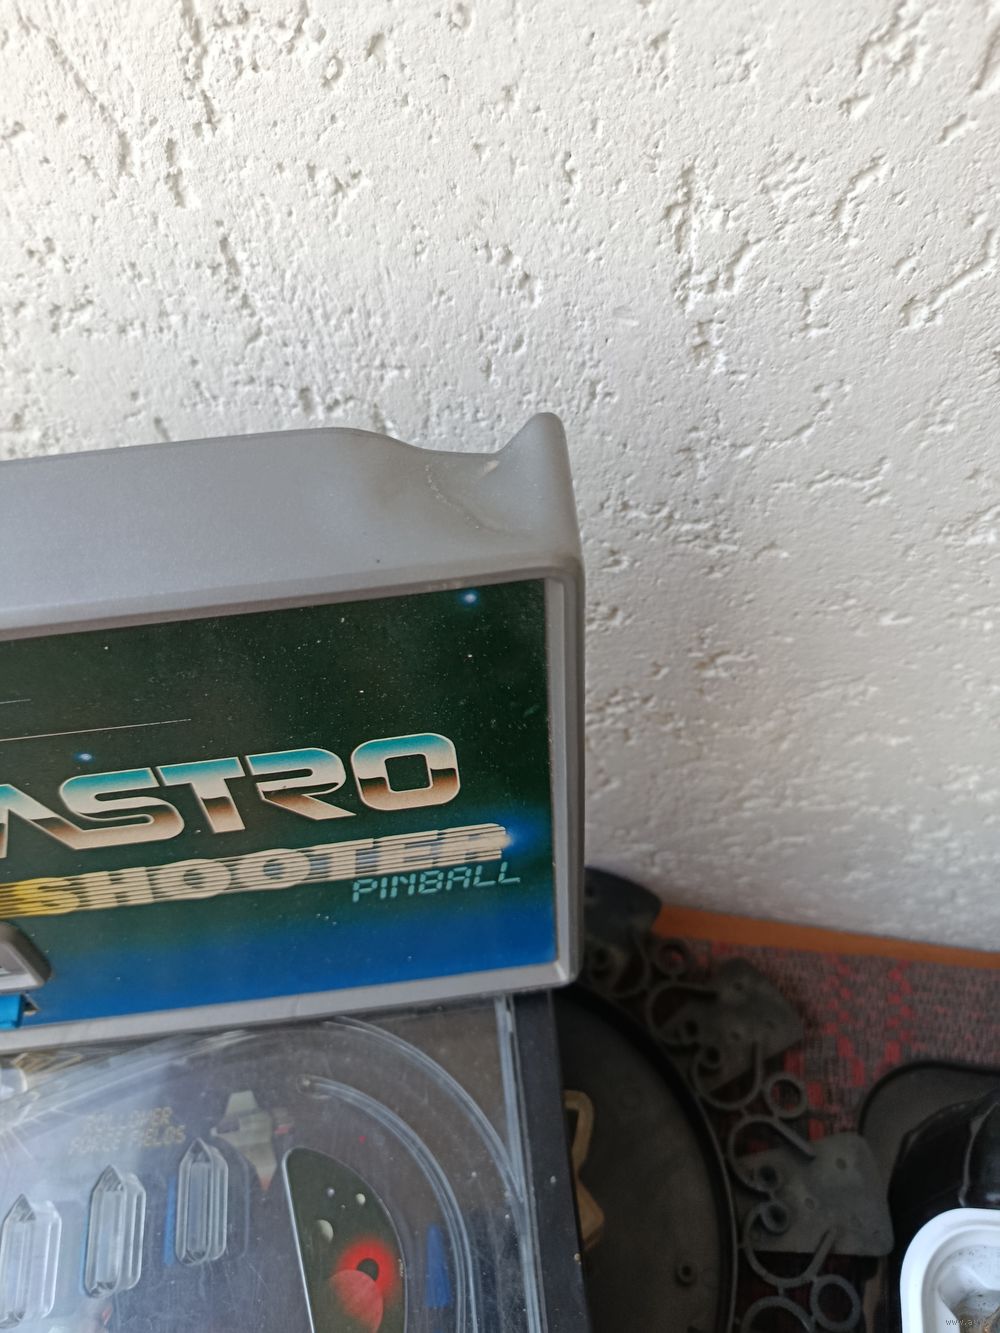 ASTRO
SHOOTER
PINBALL
ROLLOVER
FORCE FIELDS